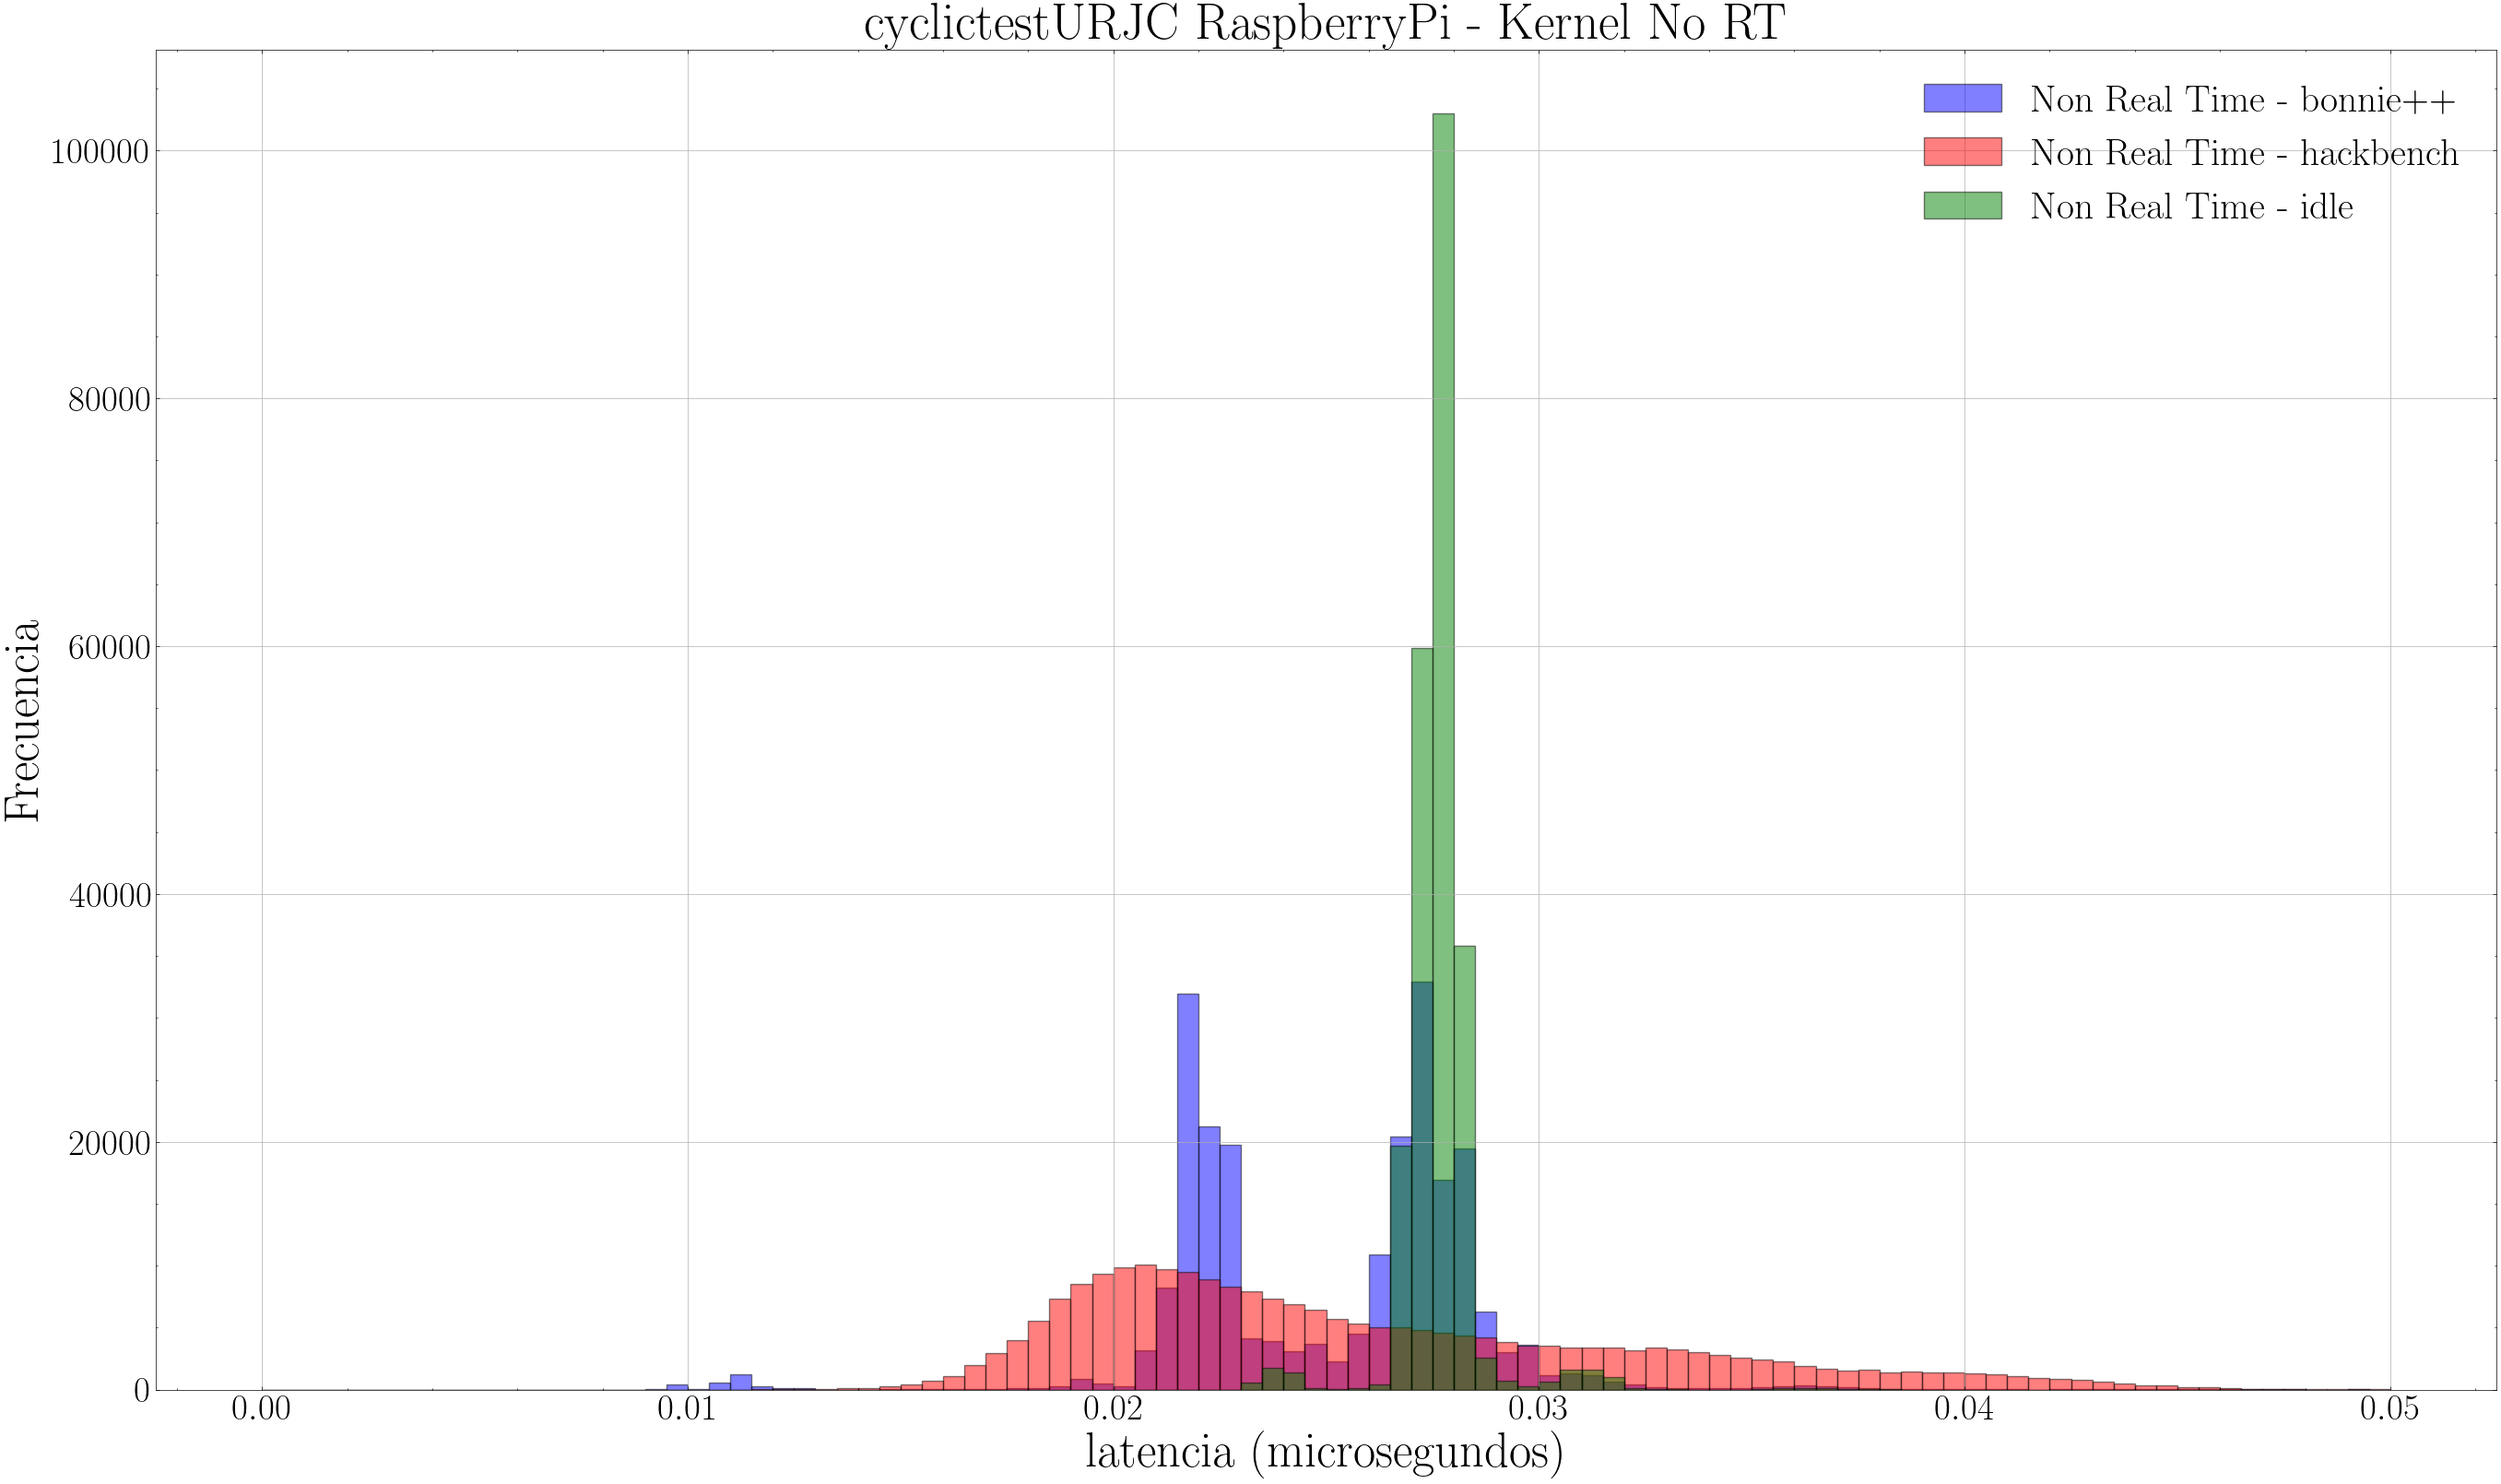 cyclictestURJC RaspberryPi - Kernel No RT
Non Real Time - bonnie++
Non Real Time - hackbench
Non Real Time - idle
Frecuencia
100000
80000
60000
40000
20000
0
0.00 0.01 0.02 0.03 0.04 0.05
latencia (microsegundos)